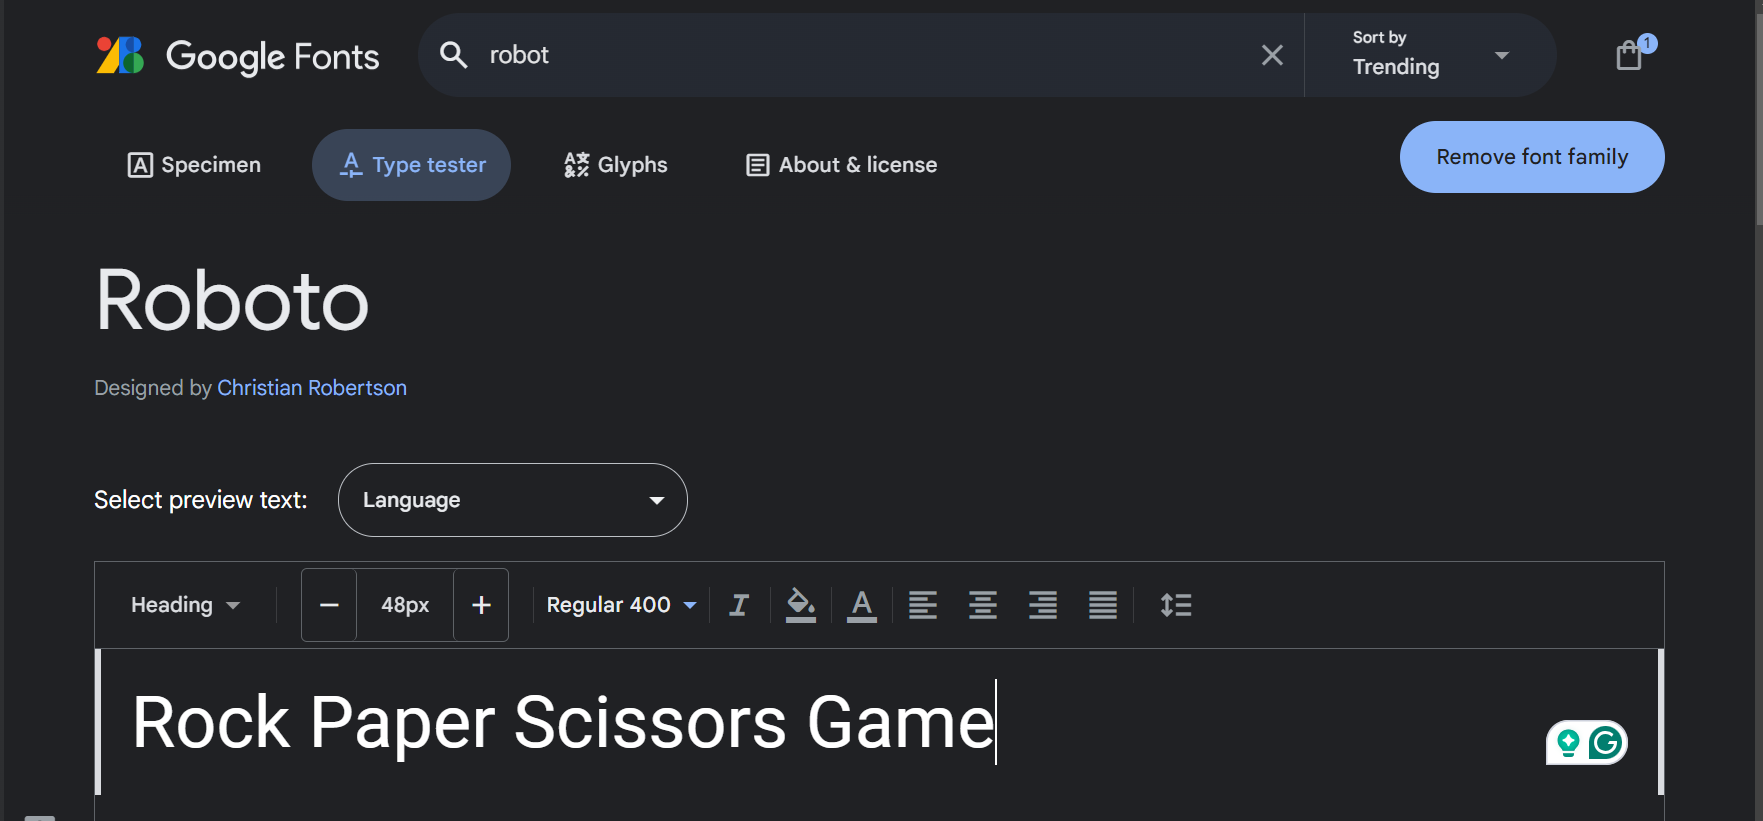 Google Fonts
robot
Sort by
Trending
1
Specimen
Type tester
Glyphs
About & license
Remove font family
Roboto
Designed by Christian Robertson
Select preview text:
Language
Heading
48px
Regular 400
Rock Paper Scissors Game